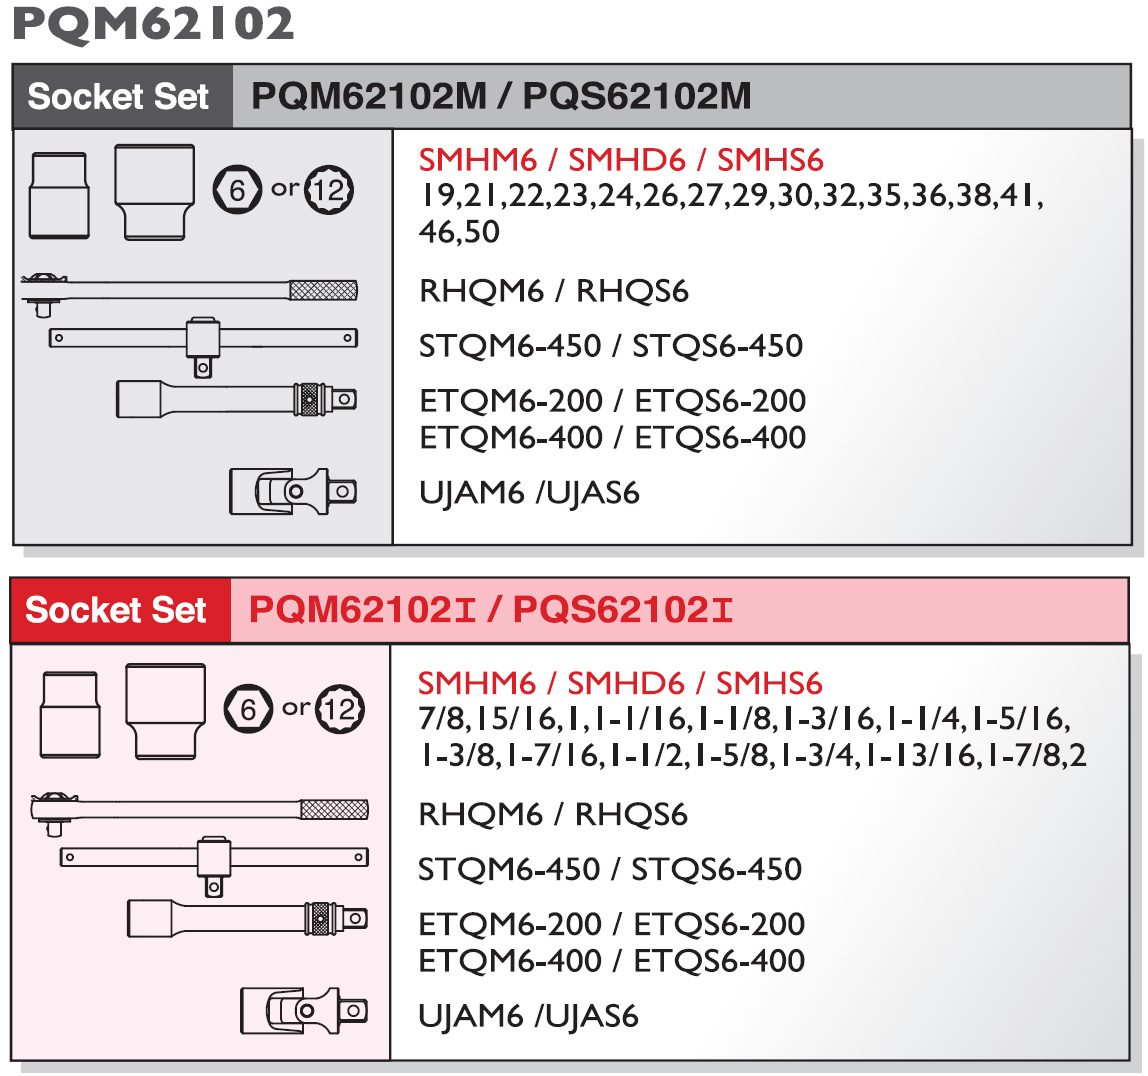 PQM62102
Socket Set PQM62102M / PQS62102M
6 or 12
SMHM6 / SMHD6 / SMHS6
19,21,22,23,24,26,27,29,30,32,35,36,38,41,
46,50
RHQM6 / RHQS6
STQM6-450 / STQS6-450
ETQM6-200 / ETQS6-200
ETQM6-400 / ETQS6-400
UJAM6 /UJAS6
Socket Set PQM62102I / PQS62102I
6 or 12
SMHM6 / SMHD6 / SMHS6
7/8,15/16,1,1-1/16,1-1/8,1-3/16,1-1/4,1-5/16,
1-3/8,1-7/16,1-1/2,1-5/8,1-3/4,1-13/16,1-7/8,2
RHQM6 / RHQS6
STQM6-450 / STQS6-450
ETQM6-200 / ETQS6-200
ETQM6-400 / ETQS6-400
UJAM6 /UJAS6